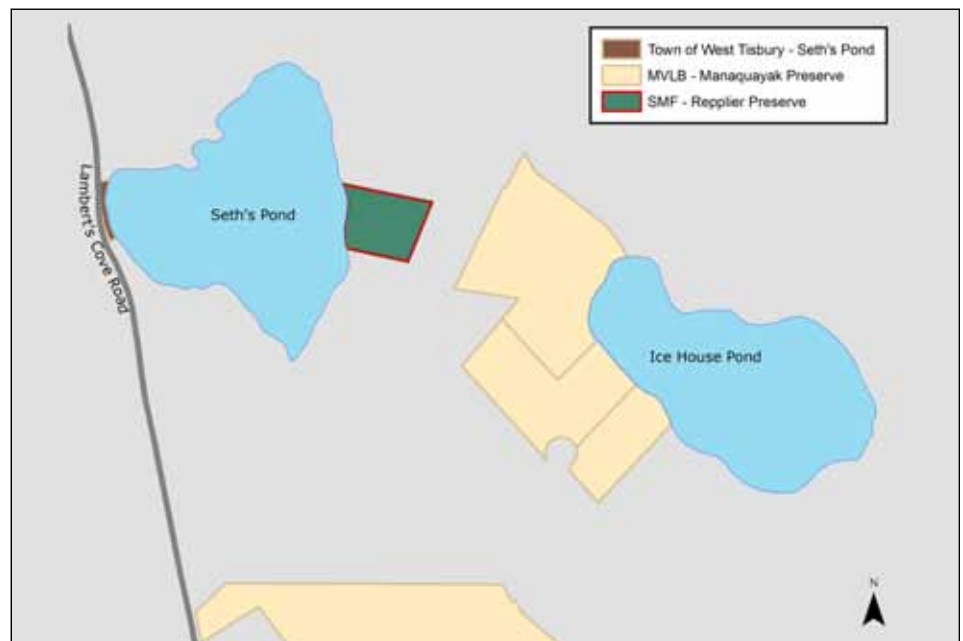 Town of West Tisbury - Seth's Pond
MVLB - Manaquayak Preserve
SMF - Repplier Preserve
Lambert's Cove Road
Seth's Pond
Ice House Pond
N